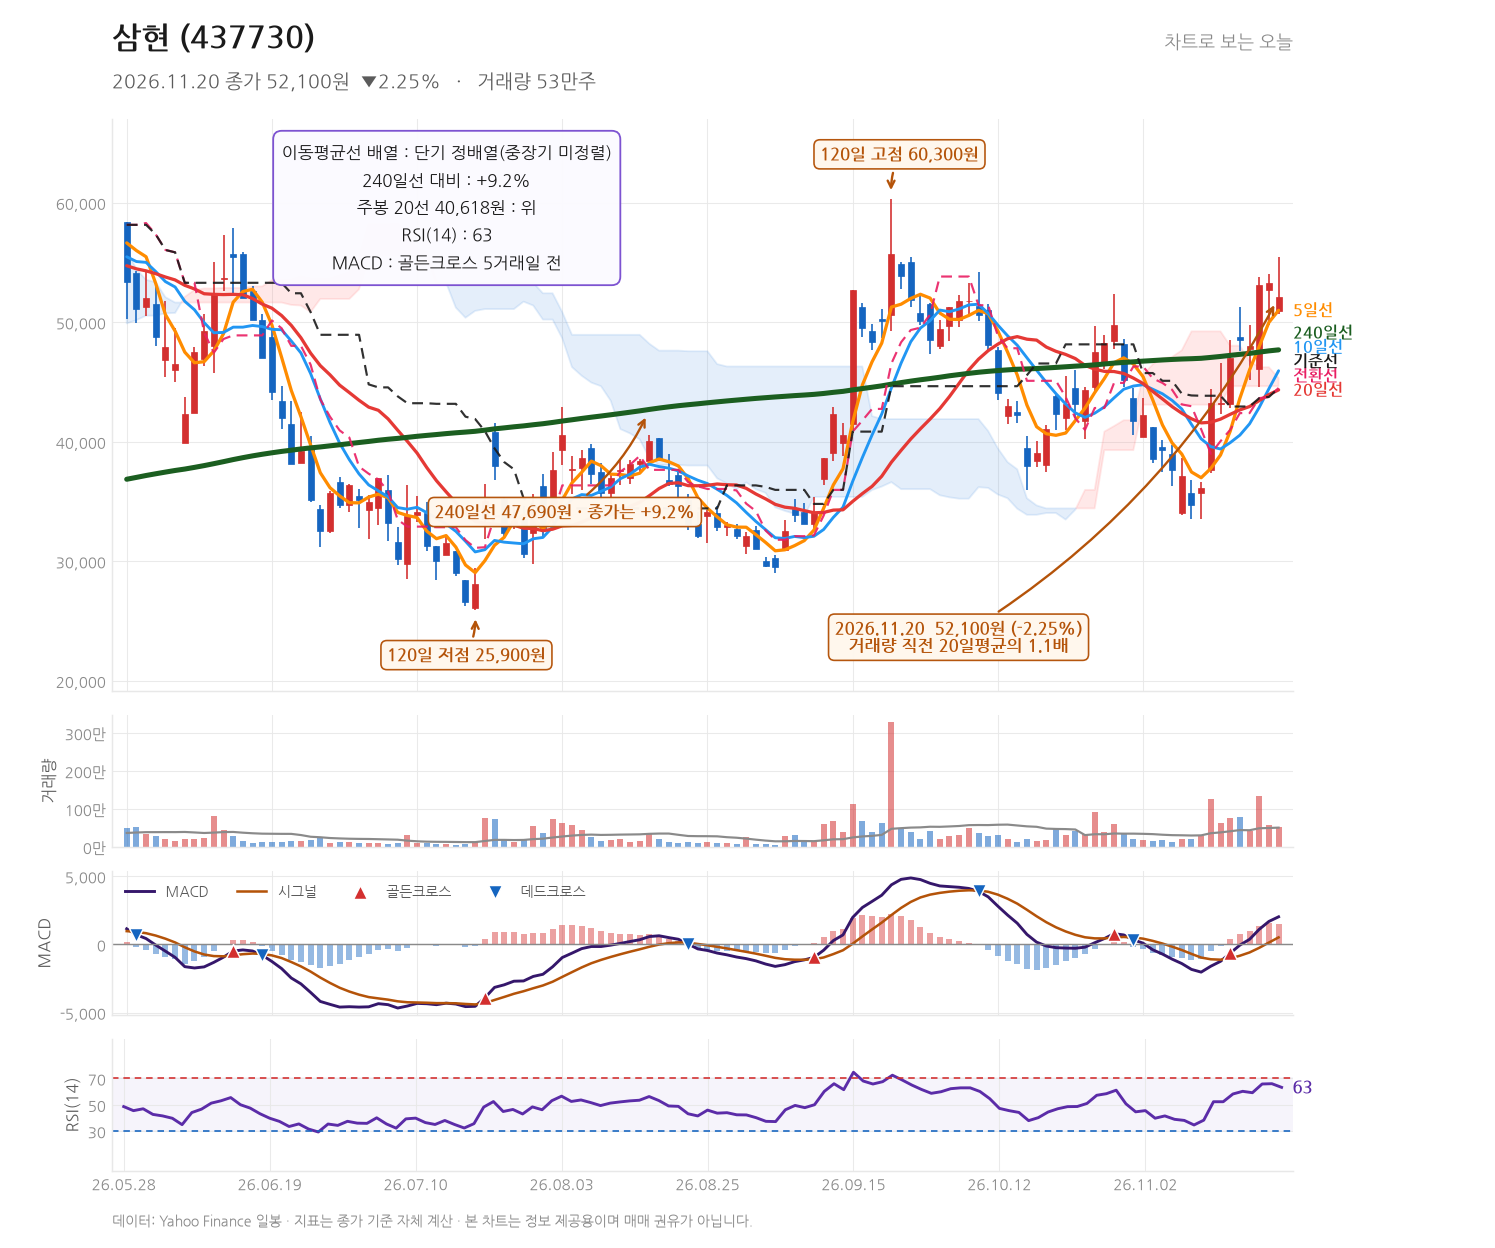 삼현 (437730)
차트로 보는 오늘
2026.11.20 종가 52,100원 ▼2.25% · 거래량 53만주
이동평균선 배열 : 단기 정배열(중장기 미정렬)
240일선 대비 : +9.2%
주봉 20선 40,618원 : 위
RSI(14) : 63
MACD : 골든크로스 5거래일 전
120일 고점 60,300원
60,000
50,000
40,000
30,000
20,000
5일선
240일선
10일선
기준선
전환선
20일선
240일선 47,690원 · 종가는 +9.2%
120일 저점 25,900원
2026.11.20 52,100원 (-2.25%)
거래량 직전 20일평균의 1.1배
거래량
300만
200만
100만
0만
MACD
5,000
0
-5,000
MACD 시그널 골든크로스 데드크로스
RSI(14)
70
50
30
63
26.05.28 26.06.19 26.07.10 26.08.03 26.08.25 26.09.15 26.10.12 26.11.02
데이터: Yahoo Finance 일봉 · 지표는 종가 기준 자체 계산 · 본 차트는 정보 제공용이며 매매 권유가 아닙니다.